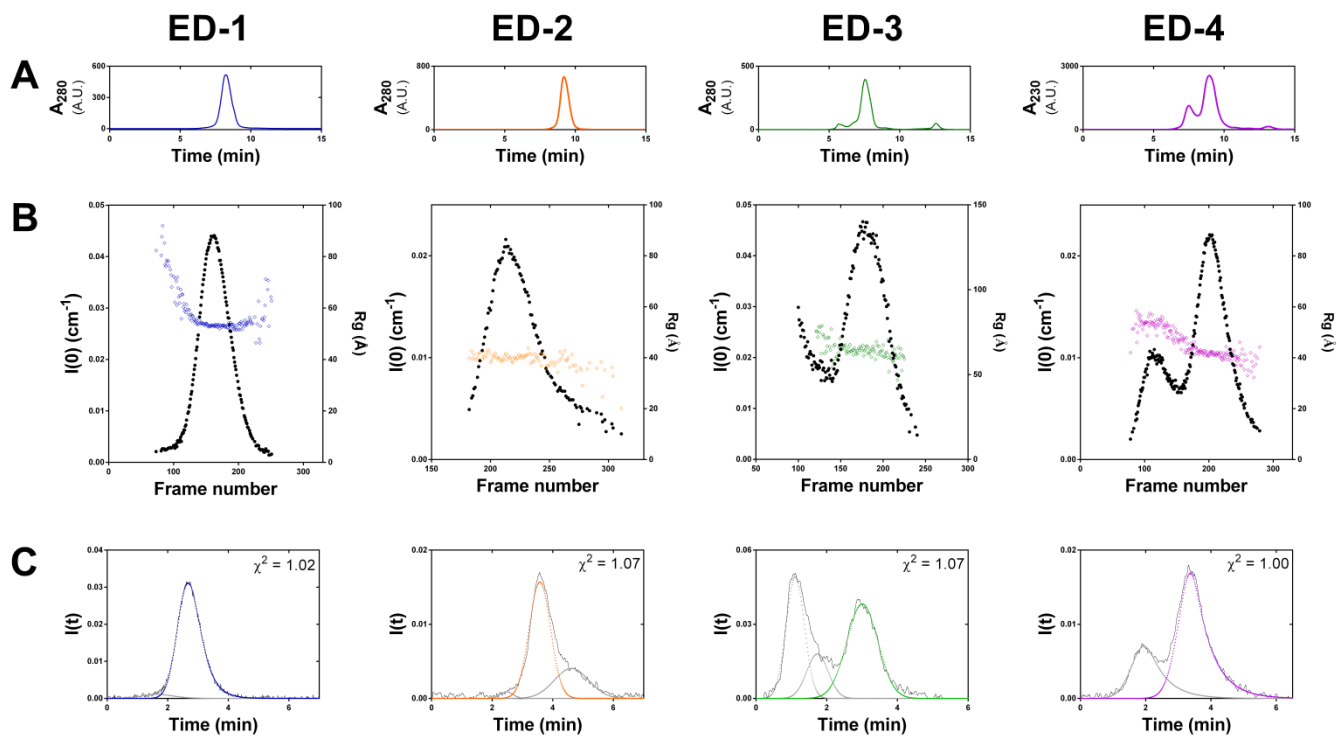 ED-1 ED-2 ED-3 ED-4
A
A280 (A.U.) 600 300 0 0 5 10 15 Time (min)
A280 (A.U.) 800 400 0 0 5 10 15 Time (min)
A280 (A.U.) 500 250 0 0 5 10 15 Time (min)
A230 (A.U.) 3000 1500 0 0 5 10 15 Time (min)
B
I(0) (cm-1) 0.05 0.04 0.03 0.02 0.01 0.00 0 100 200 300 Frame number 100 80 60 40 20 0 Rg (Å)
I(0) (cm-1) 0.02 0.01 0.00 150 200 250 300 Frame number 100 80 60 40 20 0 Rg (Å)
I(0) (cm-1) 0.05 0.04 0.03 0.02 0.01 0.00 50 100 150 200 250 300 Frame number 150 100 50 0 Rg (Å)
I(0) (cm-1) 0.02 0.01 0.00 0 100 200 300 Frame number 100 80 60 40 20 0 Rg (Å)
C
I(t) 0.04 0.03 0.02 0.01 0.00 0 2 4 6 Time (min) χ2 = 1.02
I(t) 0.02 0.01 0.00 0 2 4 6 Time (min) χ2 = 1.07
I(t) 0.06 0.03 0.00 0 2 4 6 Time (min) χ2 = 1.07
I(t) 0.02 0.01 0.00 0 2 4 6 Time (min) χ2 = 1.00